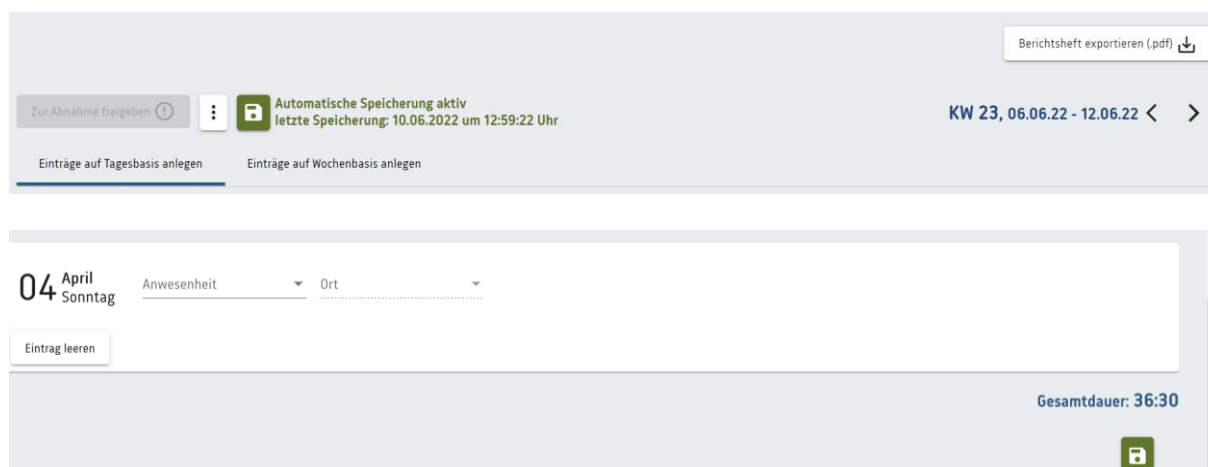 Berichtsheft exportieren (.pdf)
Zur Abnahme freigeben
Automatische Speicherung aktiv
letzte Speicherung: 10.06.2022 um 12:59:22 Uhr
KW 23, 06.06.22 - 12.06.22
Einträge auf Tagesbasis anlegen Einträge auf Wochenbasis anlegen
04 April
Sonntag
Anwesenheit Ort
Eintrag leeren
Gesamtdauer: 36:30